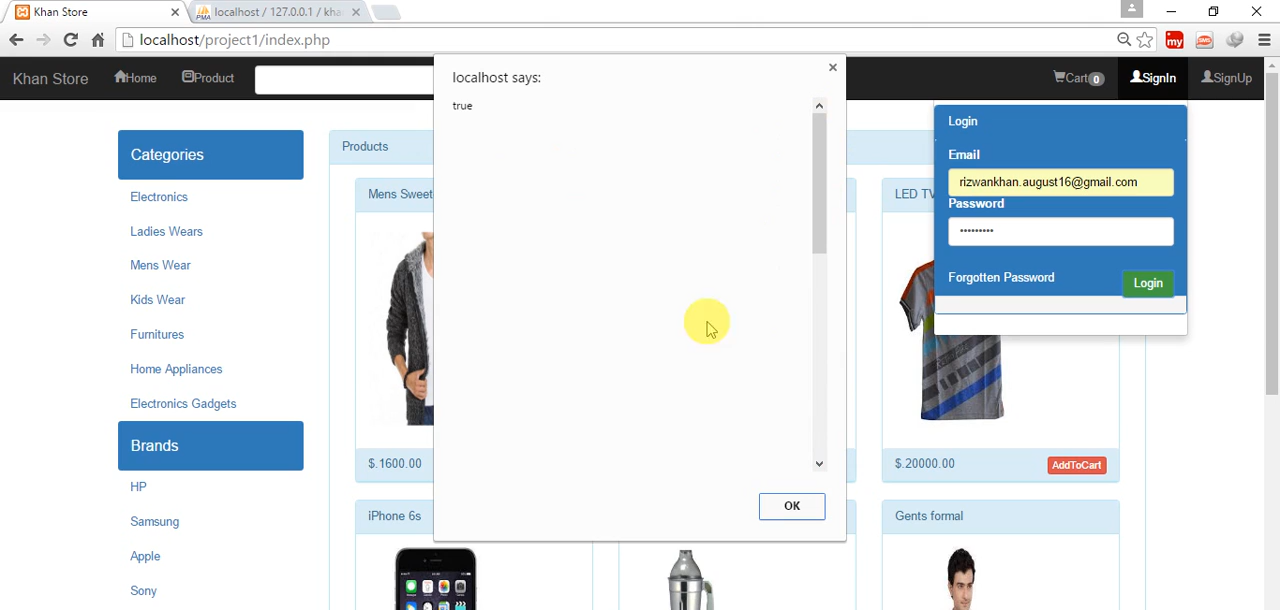 Khan Store
localhost / 127.0.0.1 / kha
localhost/project1/index.php
my
SMS
Khan Store
Home
Product
Cart 0
SignIn
SignUp
localhost says:
true
OK
Login
Email
rizwankhan.august16@gmail.com
Password
•••••••••
Forgotten Password
Login
Categories
Electronics
Ladies Wears
Mens Wear
Kids Wear
Furnitures
Home Appliances
Electronics Gadgets
Brands
HP
Samsung
Apple
Sony
Products
Mens Sweet
LED TV
$.1600.00
$.20000.00
AddToCart
iPhone 6s
Gents formal